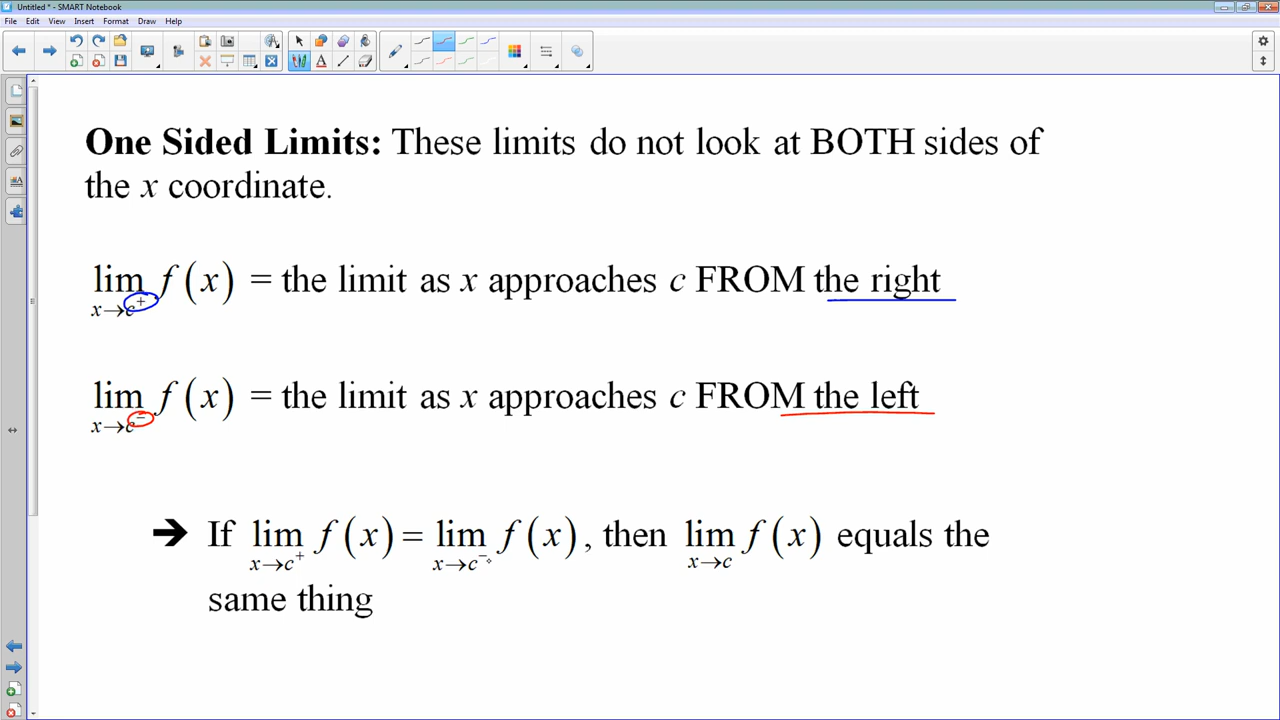 Untitled * - SMART Notebook
File Edit View Insert Format Draw Help
One Sided Limits: These limits do not look at BOTH sides of
the x coordinate.
lim f(x) = the limit as x approaches c FROM the right
x→c⁺
lim f(x) = the limit as x approaches c FROM the left
x→c⁻
➔ If lim f(x) = lim f(x), then lim f(x) equals the
x→c⁺ x→c⁻ x→c
same thing